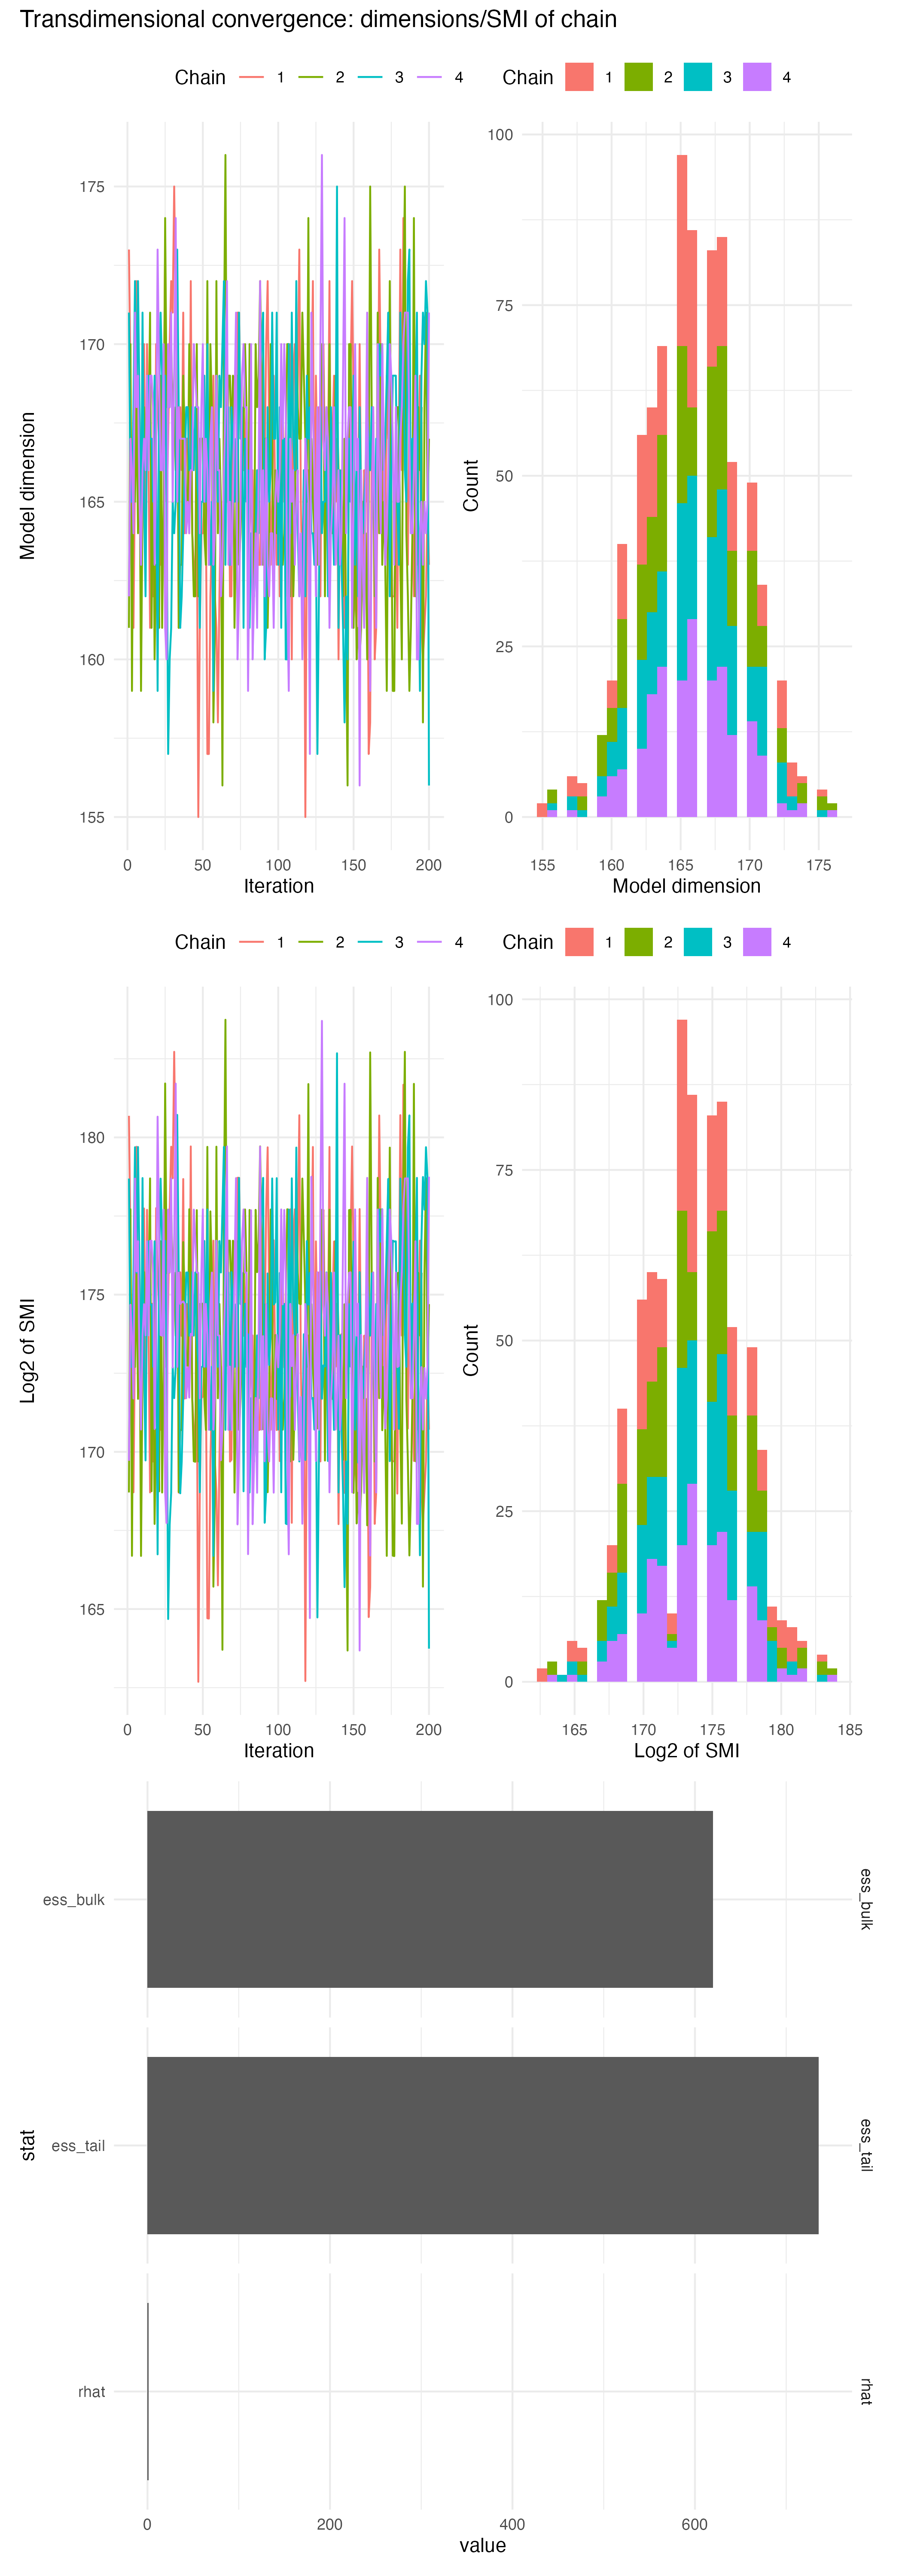 Transdimensional convergence: dimensions/SMI of chain
Chain 1 2 3 4
Chain 1 2 3 4
Model dimension
175
170
165
160
155
0 50 100 150 200
Iteration
Count
100
75
50
25
0
155 160 165 170 175
Model dimension
Chain 1 2 3 4
Chain 1 2 3 4
Log2 of SMI
180
175
170
165
0 50 100 150 200
Iteration
Count
100
75
50
25
0
165 170 175 180 185
Log2 of SMI
stat
ess_bulk
ess_bulk
ess_tail
ess_tail
rhat
rhat
0 200 400 600
value